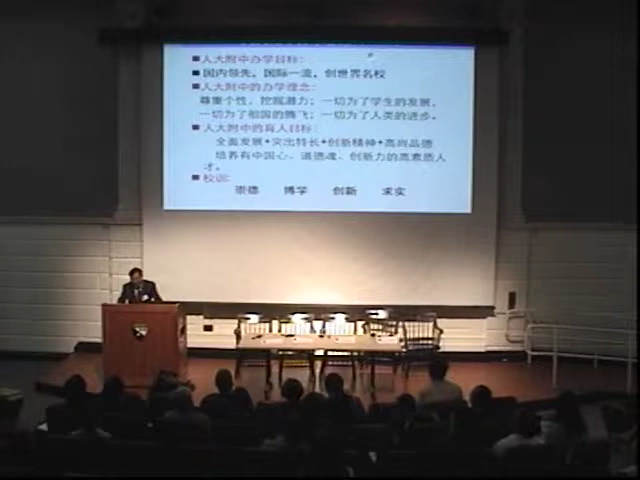 人大附中办学目标：
国内领先，国际一流，创世界名校
人大附中的办学理念：
尊重个性，挖掘潜力；一切为了学生的发展，
一切为了祖国的腾飞；一切为了人类的进步。
人大附中的育人目标：
全面发展+突出特长+创新精神+高尚品德
培养有中国心、道德魂、创新力的高素质人
才。
校训：
崇德 博学 创新 求实